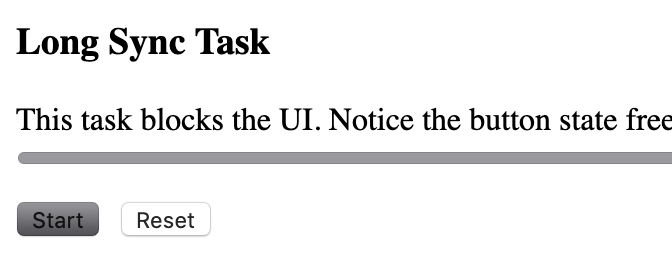 Long Sync Task
This task blocks the UI. Notice the button state free
Start Reset